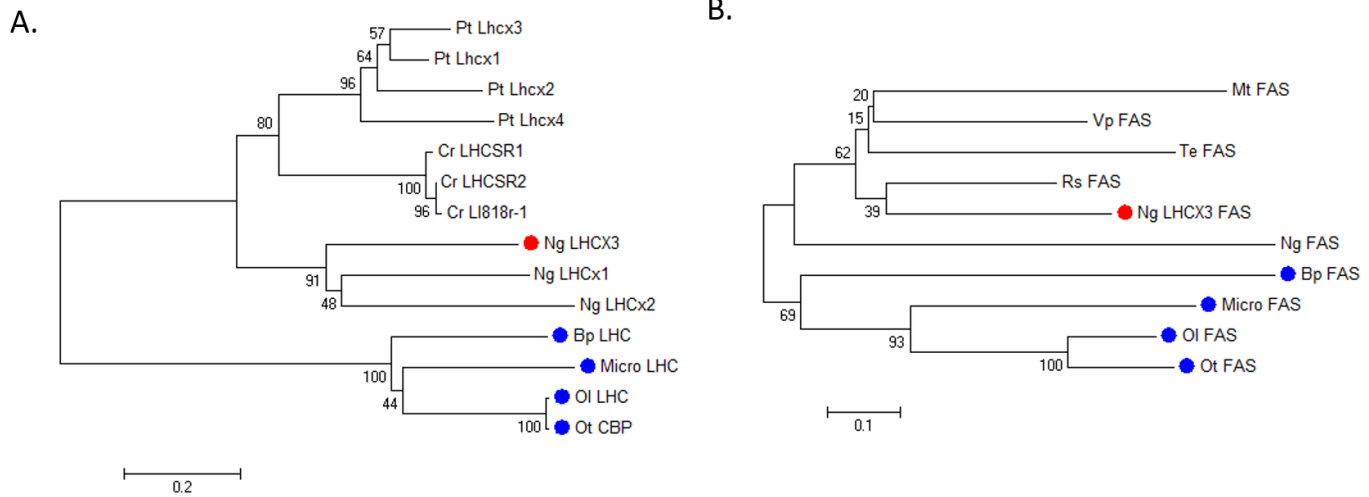 A.
57
Pt Lhcx3
64
Pt Lhcx1
96
Pt Lhcx2
80
Pt Lhcx4
Cr LHCSR1
100
Cr LHCSR2
96
Cr LI818r-1
Ng LHCX3
91
Ng LHCx1
48
Ng LHCx2
Bp LHC
100
Micro LHC
44
Ol LHC
100
Ot CBP
0.2
B.
20
Mt FAS
15
Vp FAS
62
Te FAS
Rs FAS
39
Ng LHCX3 FAS
Ng FAS
Bp FAS
69
Micro FAS
93
Ol FAS
100
Ot FAS
0.1